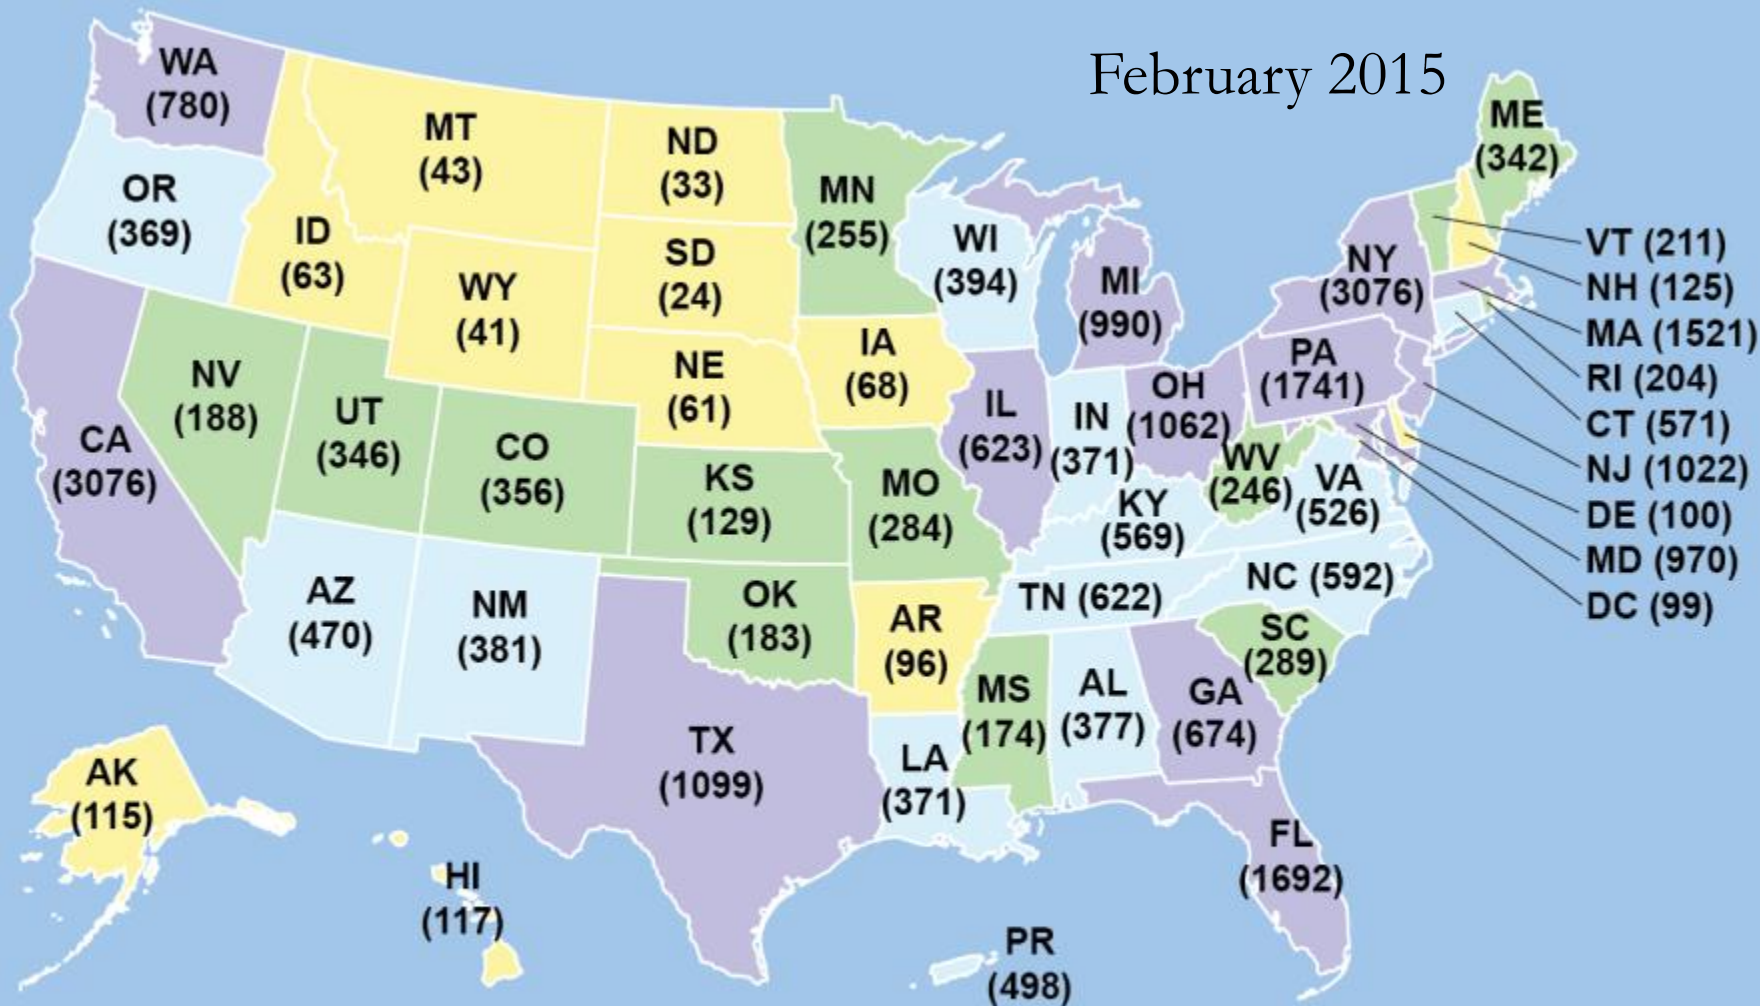 February 2015
WA
(780)
OR
(369)
MT
(43)
ID
(63)
ND
(33)
MN
(255)
WI
(394)
SD
(24)
WY
(41)
MI
(990)
NY
(3076)
ME
(342)
VT (211)
NH (125)
MA (1521)
RI (204)
CT (571)
NJ (1022)
DE (100)
MD (970)
DC (99)
CA
(3076)
NV
(188)
UT
(346)
CO
(356)
NE
(61)
IA
(68)
KS
(129)
MO
(284)
IL
(623)
IN
(371)
OH
(1062)
PA
(1741)
WV
(246)
VA
(526)
KY
(569)
AZ
(470)
NM
(381)
OK
(183)
AR
(96)
TN (622)
NC (592)
SC
(289)
MS
(174)
AL
(377)
GA
(674)
TX
(1099)
LA
(371)
FL
(1692)
AK
(115)
HI
(117)
PR
(498)